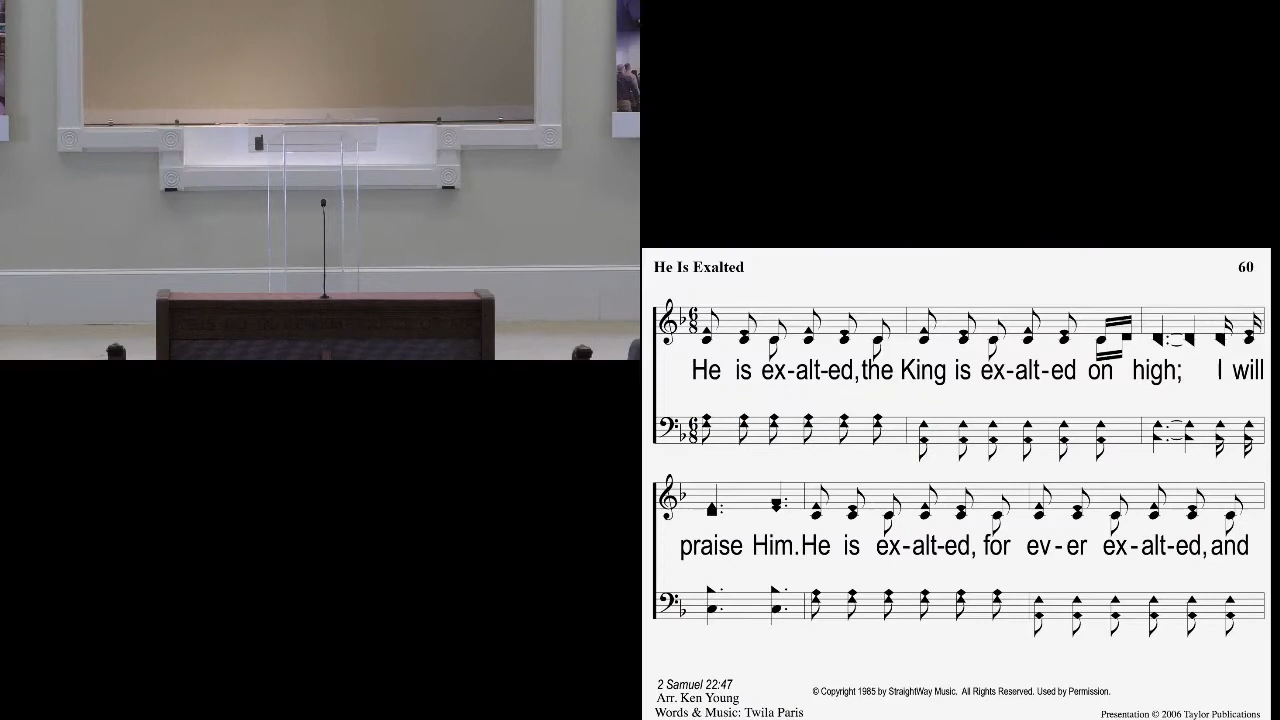 He Is Exalted 60
He is ex-alt-ed,the King is ex-alt-ed on high; I will
praise Him.He is ex-alt-ed, for ev-er ex-alt-ed,and
2 Samuel 22:47
Arr. Ken Young
Words & Music: Twila Paris
© Copyright 1985 by StraightWay Music. All Rights Reserved. Used by Permission.
Presentation © 2006 Taylor Publications